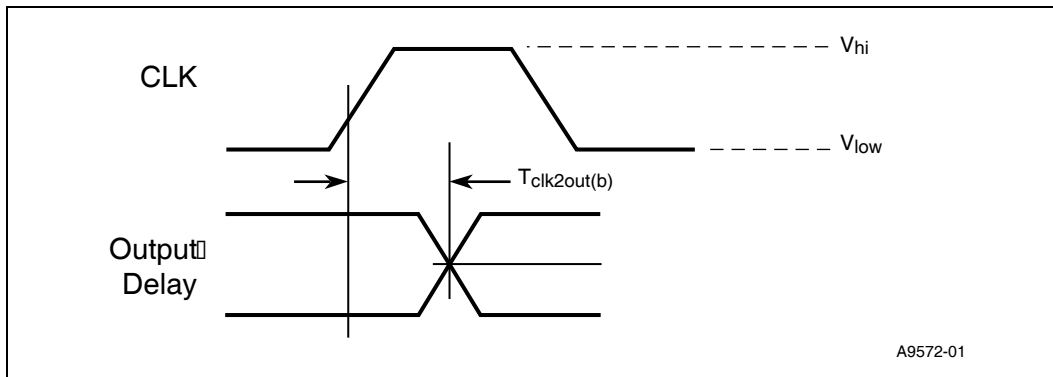 CLK
Vhi
Vlow
Tclk2out(b)
Output
Delay
A9572-01